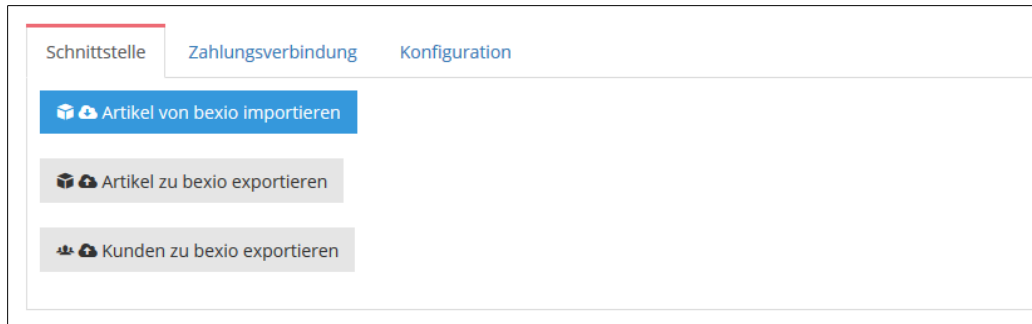 Schnittstelle Zahlungsverbindung Konfiguration
Artikel von bexio importieren
Artikel zu bexio exportieren
Kunden zu bexio exportieren